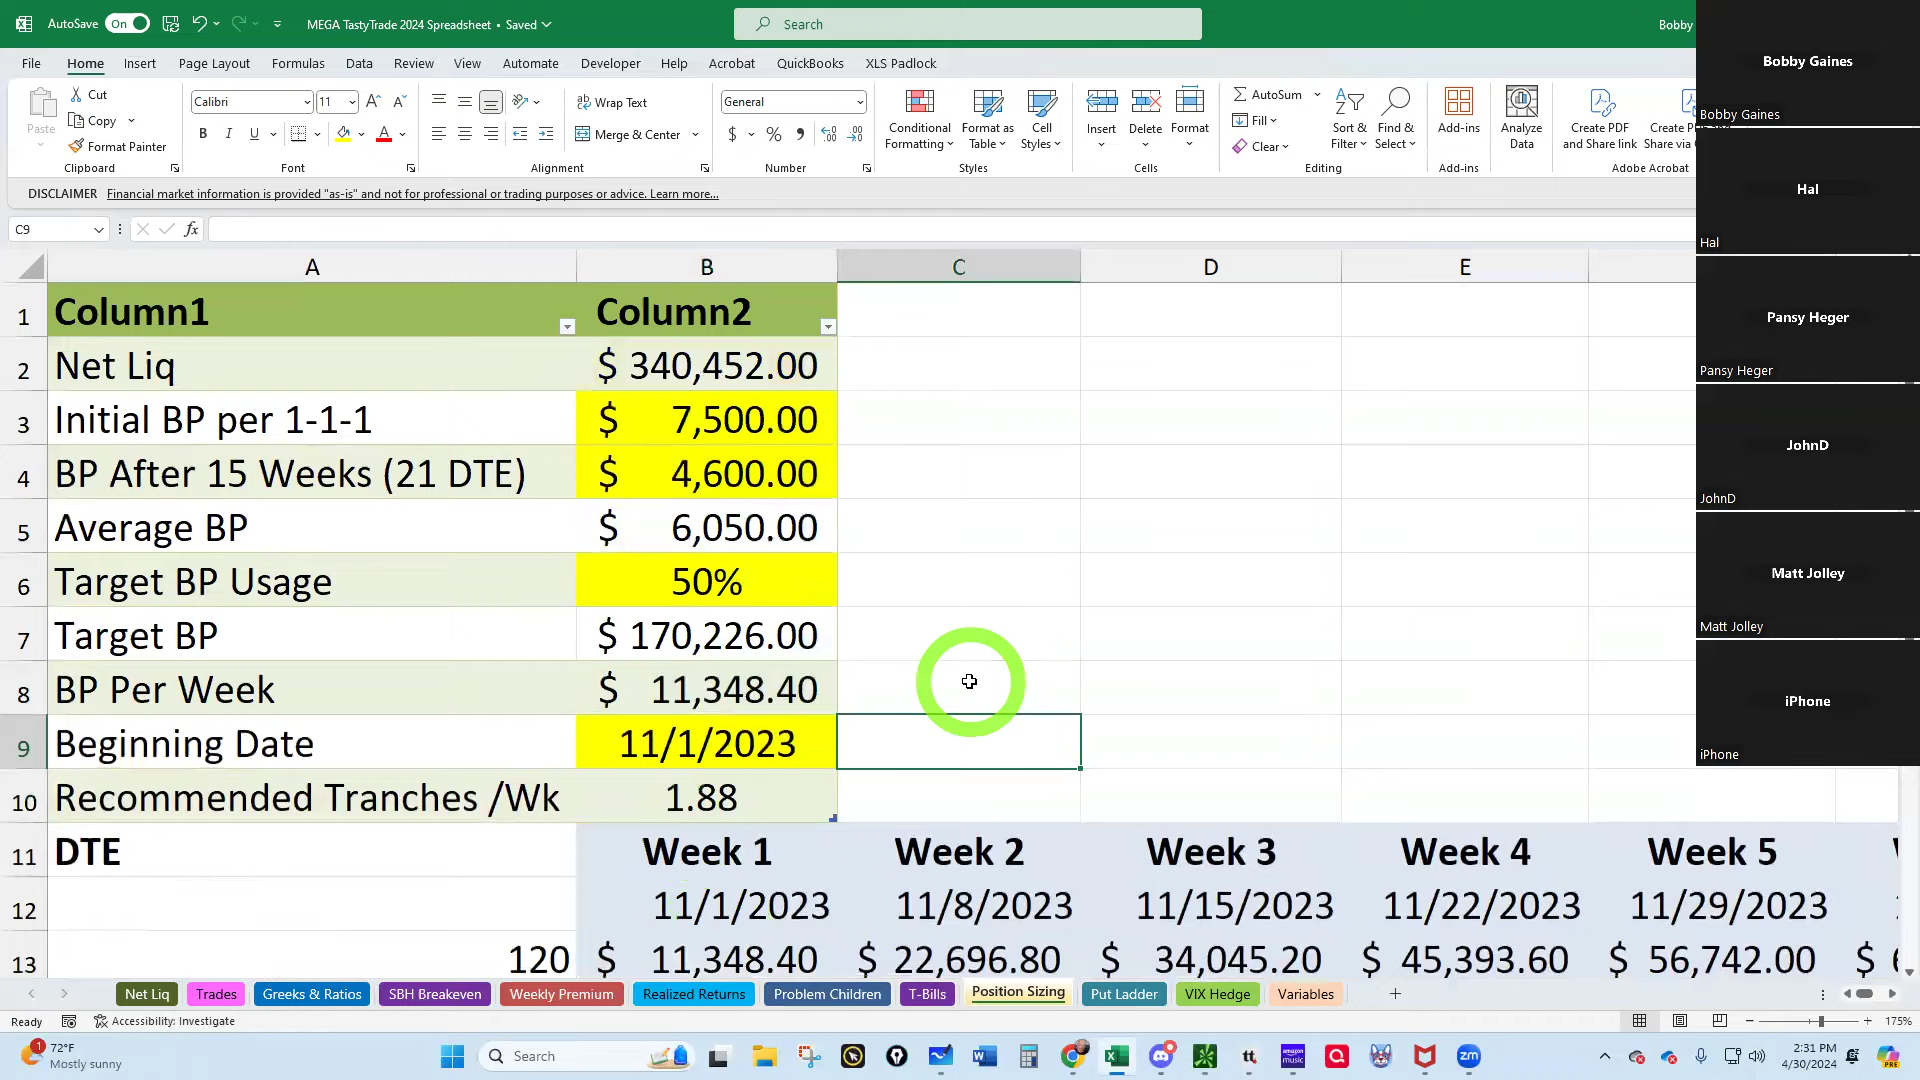 AutoSave On MEGA TastyTrade 2024 Spreadsheet • Saved Search Bobby
File Home Insert Page Layout Formulas Data Review View Automate Developer Help Acrobat QuickBooks XLS Padlock
Paste Cut Copy Format Painter
Clipboard
Calibri 11
B I U A
Font
Wrap Text
Merge & Center
Alignment
General
$ % ,
Number
Conditional Formatting
Format as Table
Cell Styles
Styles
Insert Delete Format
Cells
AutoSum
Fill
Clear
Sort & Filter
Find & Select
Editing
Add-ins
Add-ins
Analyze Data
Create PDF and Share link
Share via
Adobe Acrobat
DISCLAIMER Financial market information is provided "as-is" and not for professional or trading purposes or advice. Learn more...
C9 fx
A B C D E
1 Column1 Column2
2 Net Liq $ 340,452.00
3 Initial BP per 1-1-1 $ 7,500.00
4 BP After 15 Weeks (21 DTE) $ 4,600.00
5 Average BP $ 6,050.00
6 Target BP Usage 50%
7 Target BP $ 170,226.00
8 BP Per Week $ 11,348.40
9 Beginning Date 11/1/2023
10 Recommended Tranches /Wk 1.88
11 DTE Week 1 Week 2 Week 3 Week 4 Week 5
12 11/1/2023 11/8/2023 11/15/2023 11/22/2023 11/29/2023
13 120 $ 11,348.40 $ 22,696.80 $ 34,045.20 $ 45,393.60 $ 56,742.00 $
Net Liq Trades Greeks & Ratios SBH Breakeven Weekly Premium Realized Returns Problem Children T-Bills Position Sizing Put Ladder VIX Hedge Variables
Ready Accessibility: Investigate 175%
1 72°F
Mostly sunny
Search
2:31 PM
4/30/2024
Bobby Gaines
Bobby Gaines
Hal
Hal
Pansy Heger
Pansy Heger
JohnD
JohnD
Matt Jolley
Matt Jolley
iPhone
iPhone